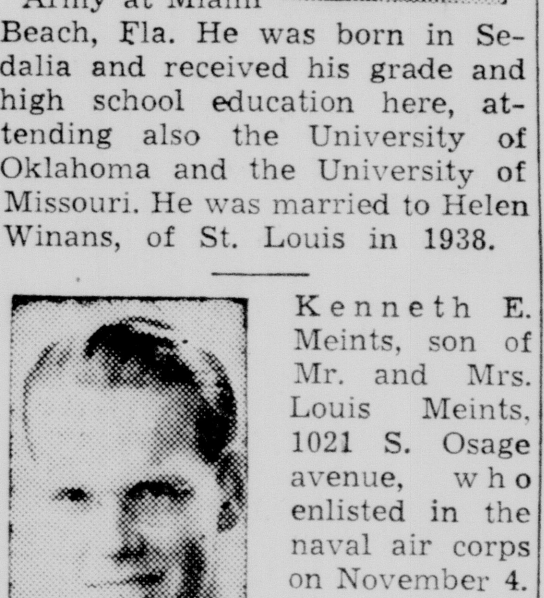 Army at Miami
Beach, Fla. He was born in Se-
dalia and received his grade and
high school education here, at-
tending also the University of
Oklahoma and the University of
Missouri. He was married to Helen
Winans, of St. Louis in 1938.
Kenneth E.
Meints, son of
Mr. and Mrs.
Louis Meints,
1021 S. Osage
avenue, who
enlisted in the
naval air corps
on November 4.